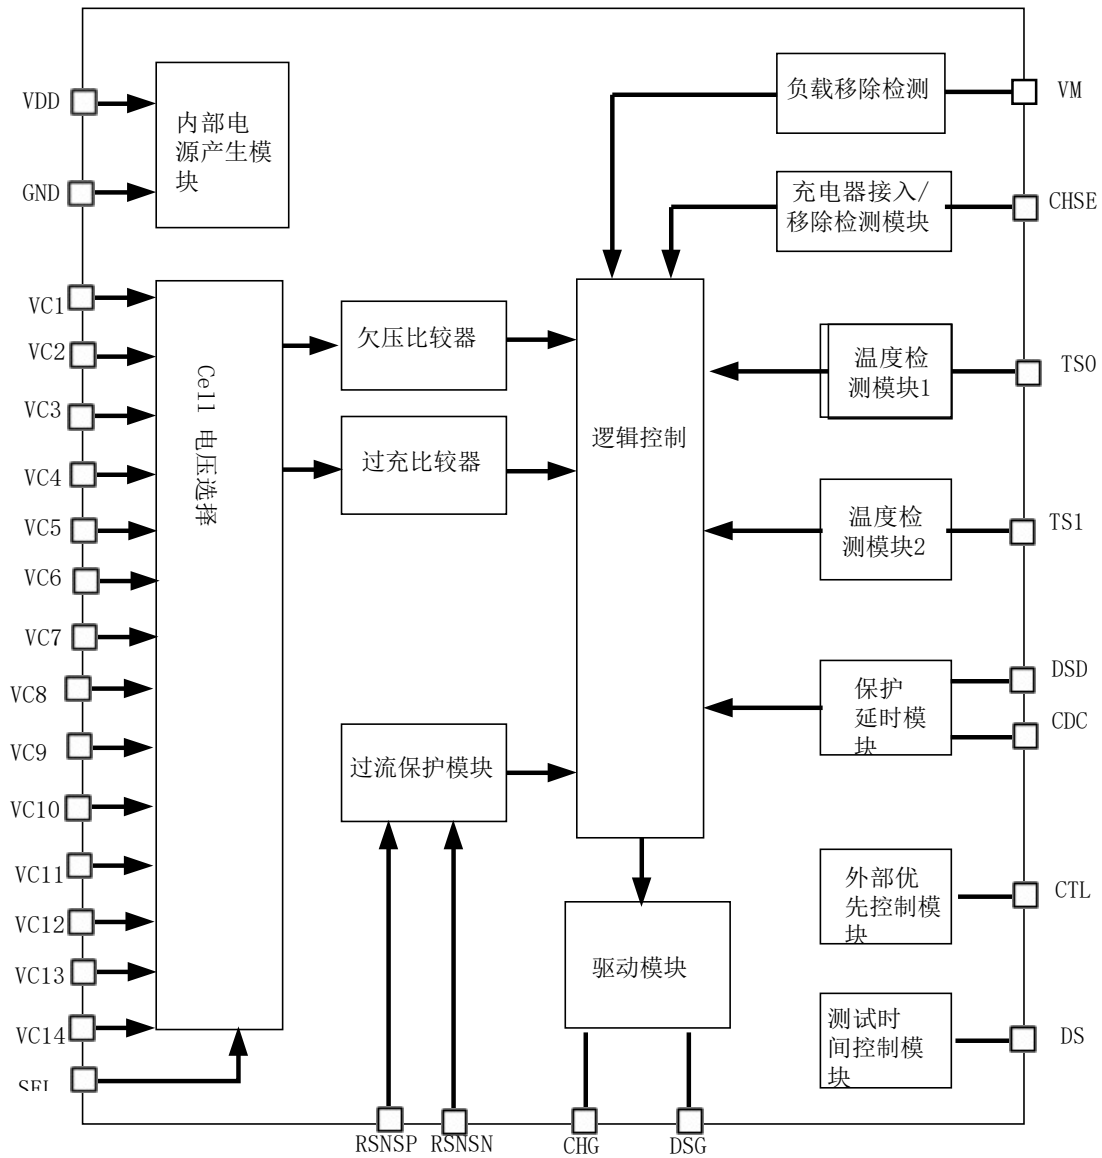 VDD
GND
VC1
VC2
VC3
VC4
VC5
VC6
VC7
VC8
VC9
VC10
VC11
VC12
VC13
VC14
SEL
内部电
源产生模
块
Cell 电压选择
欠压比较器
过充比较器
过流保护模块
逻辑控制
驱动模块
负载移除检测
充电器接入/
移除检测模块
温度检
测模块1
温度检
测模块2
保护
延时模
块
外部优
先控制模
块
测试时
间控制模
块
VM
CHSE
TS0
TS1
DSD
CDC
CTL
DS
RSNSP
RSNSN
CHG
DSG